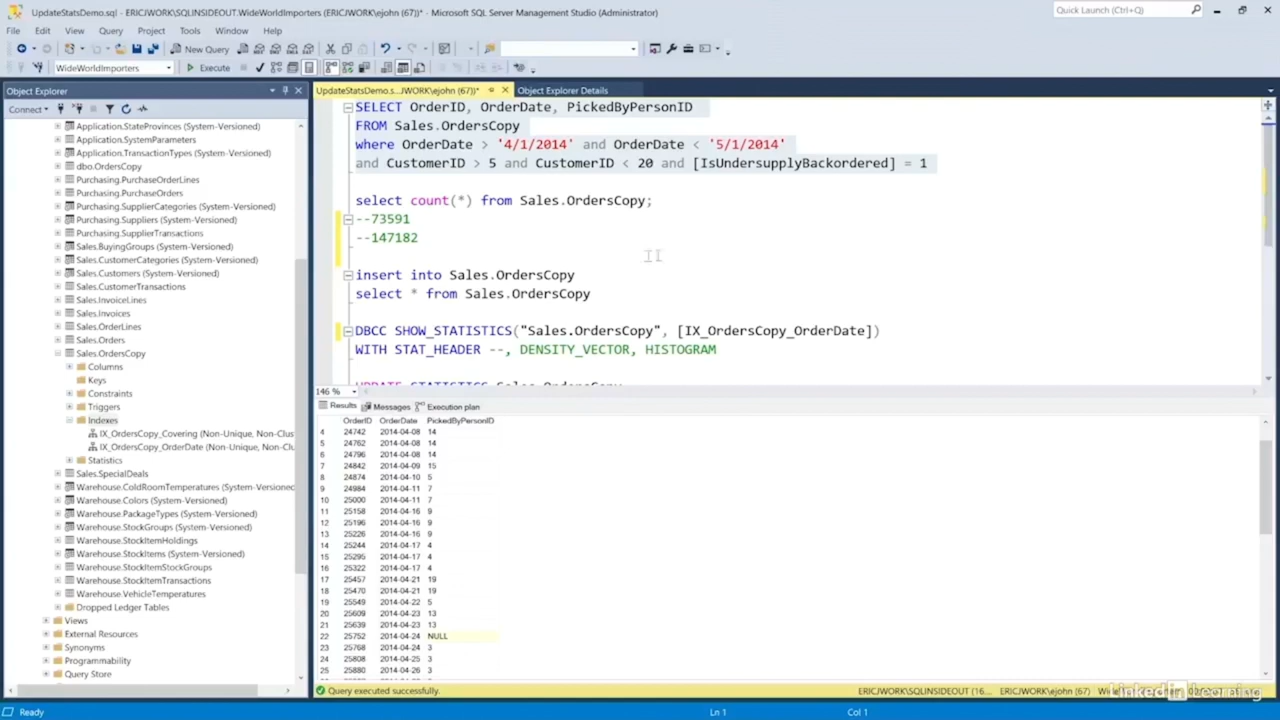 UpdateStatsDemo.sql - ERICJWORK\SQLINSIDEOUT.WideWorldImporters (ERICJWORK\ejohn (67))* - Microsoft SQL Server Management Studio (Administrator)
Quick Launch (Ctrl+Q)
File Edit View Query Project Tools Window Help
New Query
WideWorldImporters
Execute
Object Explorer
UpdateStatsDemo.s...JWORK\ejohn (67))*
Object Explorer Details
Connect
Application.StateProvinces (System-Versioned)
Application.SystemParameters
Application.TransactionTypes (System-Versioned)
dbo.OrdersCopy
Purchasing.PurchaseOrderLines
Purchasing.PurchaseOrders
Purchasing.SupplierCategories (System-Versioned)
Purchasing.Suppliers (System-Versioned)
Purchasing.SupplierTransactions
Sales.BuyingGroups (System-Versioned)
Sales.CustomerCategories (System-Versioned)
Sales.Customers (System-Versioned)
Sales.CustomerTransactions
Sales.InvoiceLines
Sales.Invoices
Sales.OrderLines
Sales.Orders
Sales.OrdersCopy
Columns
Keys
Constraints
Triggers
Indexes
IX_OrdersCopy_Covering (Non-Unique, Non-Clus
IX_OrdersCopy_OrderDate (Non-Unique, Non-Clu
Statistics
Sales.SpecialDeals
Warehouse.ColdRoomTemperatures (System-Versionec
Warehouse.Colors (System-Versioned)
Warehouse.PackageTypes (System-Versioned)
Warehouse.StockGroups (System-Versioned)
Warehouse.StockItemHoldings
Warehouse.StockItems (System-Versioned)
Warehouse.StockItemStockGroups
Warehouse.StockItemTransactions
Warehouse.VehicleTemperatures
Dropped Ledger Tables
Views
External Resources
Synonyms
Programmability
Query Store
SELECT OrderID, OrderDate, PickedByPersonID
FROM Sales.OrdersCopy
where OrderDate > '4/1/2014' and OrderDate < '5/1/2014'
and CustomerID > 5 and CustomerID < 20 and [IsUndersupplyBackordered] = 1
select count(*) from Sales.OrdersCopy;
--73591
--147182
insert into Sales.OrdersCopy
select * from Sales.OrdersCopy
DBCC SHOW_STATISTICS("Sales.OrdersCopy", [IX_OrdersCopy_OrderDate])
WITH STAT_HEADER --, DENSITY_VECTOR, HISTOGRAM
UPDATE STATISTICS Sales.OrdersCopy
146 %
Results Messages Execution plan
OrderID OrderDate PickedByPersonID
4 24742 2014-04-08 14
5 24762 2014-04-08 14
6 24796 2014-04-08 14
7 24842 2014-04-09 15
8 24874 2014-04-10 5
9 24984 2014-04-11 7
10 25000 2014-04-11 7
11 25158 2014-04-16 9
12 25196 2014-04-16 9
13 25226 2014-04-16 9
14 25244 2014-04-17 4
15 25295 2014-04-17 4
16 25322 2014-04-17 4
17 25457 2014-04-21 19
18 25470 2014-04-21 19
19 25549 2014-04-22 5
20 25609 2014-04-23 13
21 25639 2014-04-23 13
22 25752 2014-04-24 NULL
23 25768 2014-04-24 3
24 25808 2014-04-25 3
25 25880 2014-04-26 3
Query executed successfully.
ERICJWORK\SQLINSIDEOUT (16... ERICJWORK\ejohn (67)
LinkedIn Learning
Ready
Ln 1
Col 1